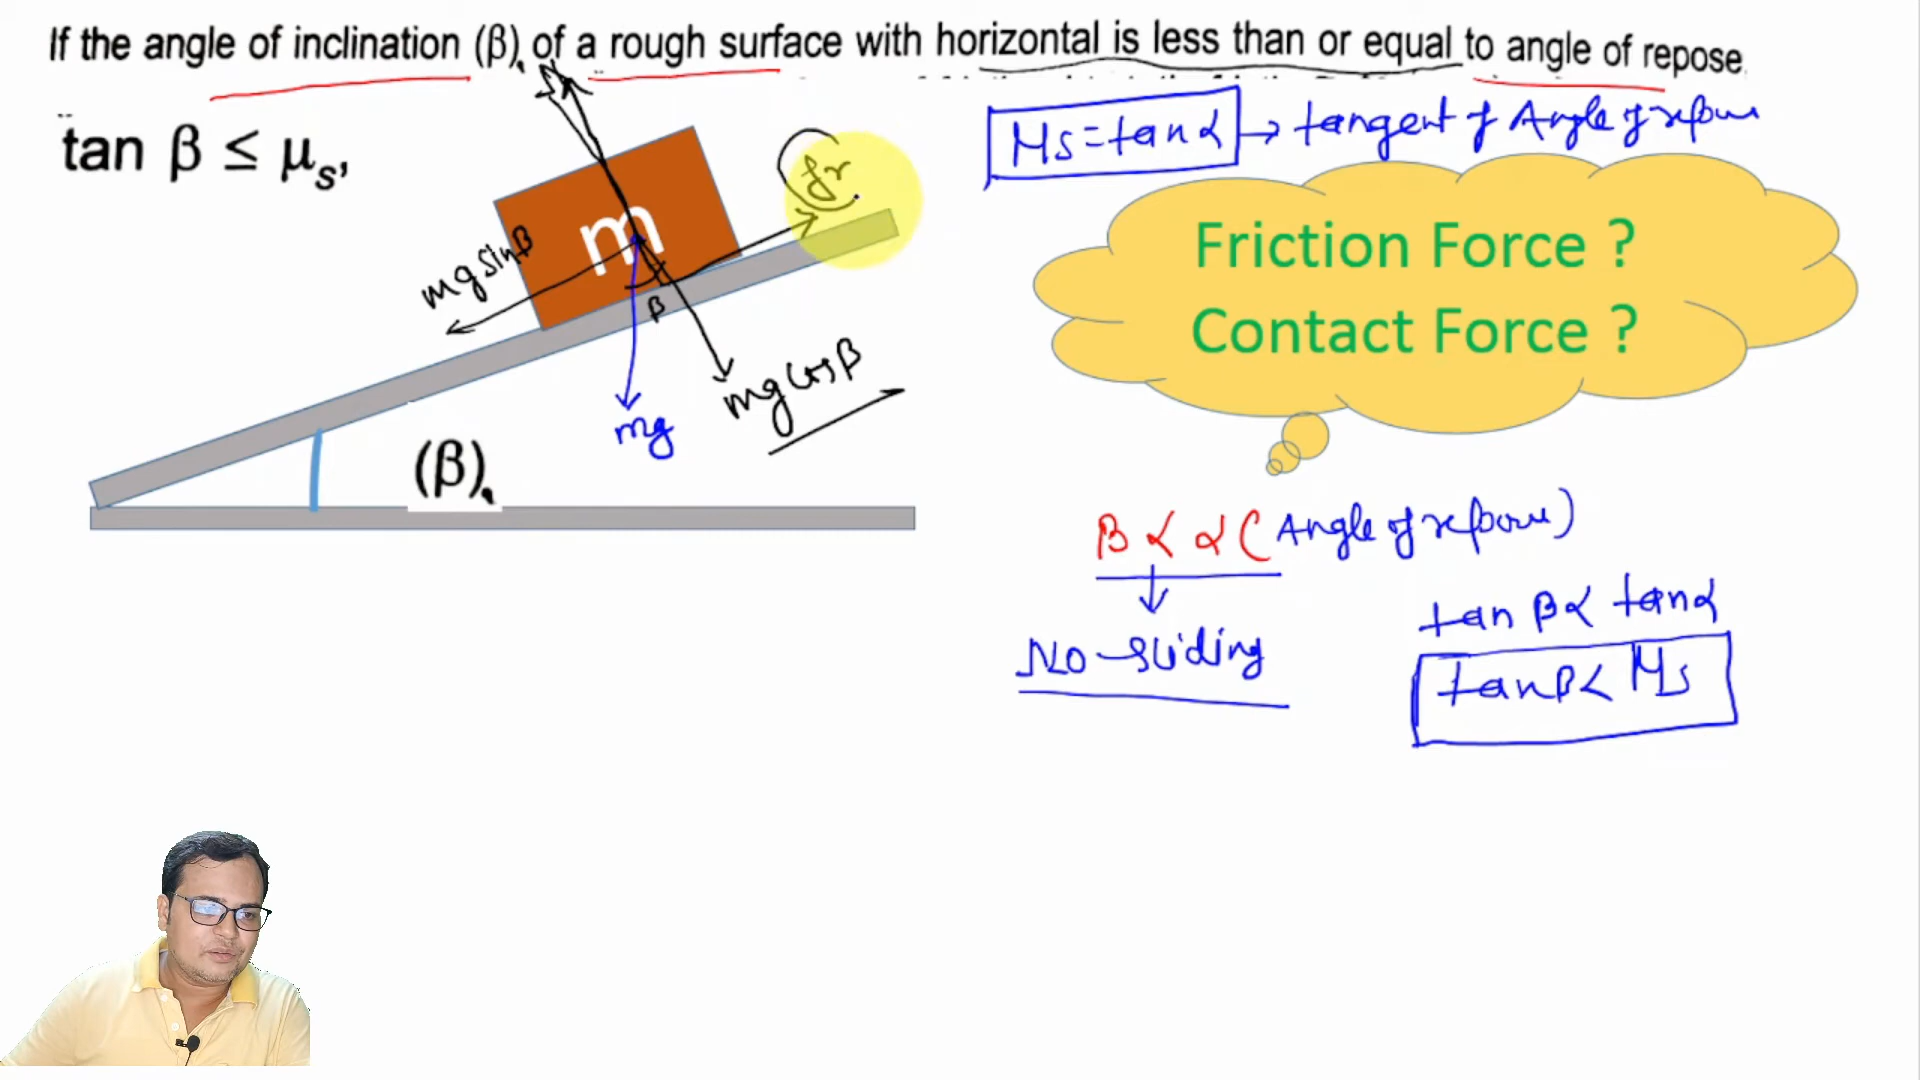 If the angle of inclination (β) of a rough surface with horizontal is less than or equal to angle of repose
tan β ≤ μs,
μs = tan α → tangent of Angle of repose
fr
m
mg sinβ
β
mg cosβ
mg
(β)
Friction Force ?
Contact Force ?
β < α (Angle of repose)
No-sliding
tan β < tan α
tan β < μs